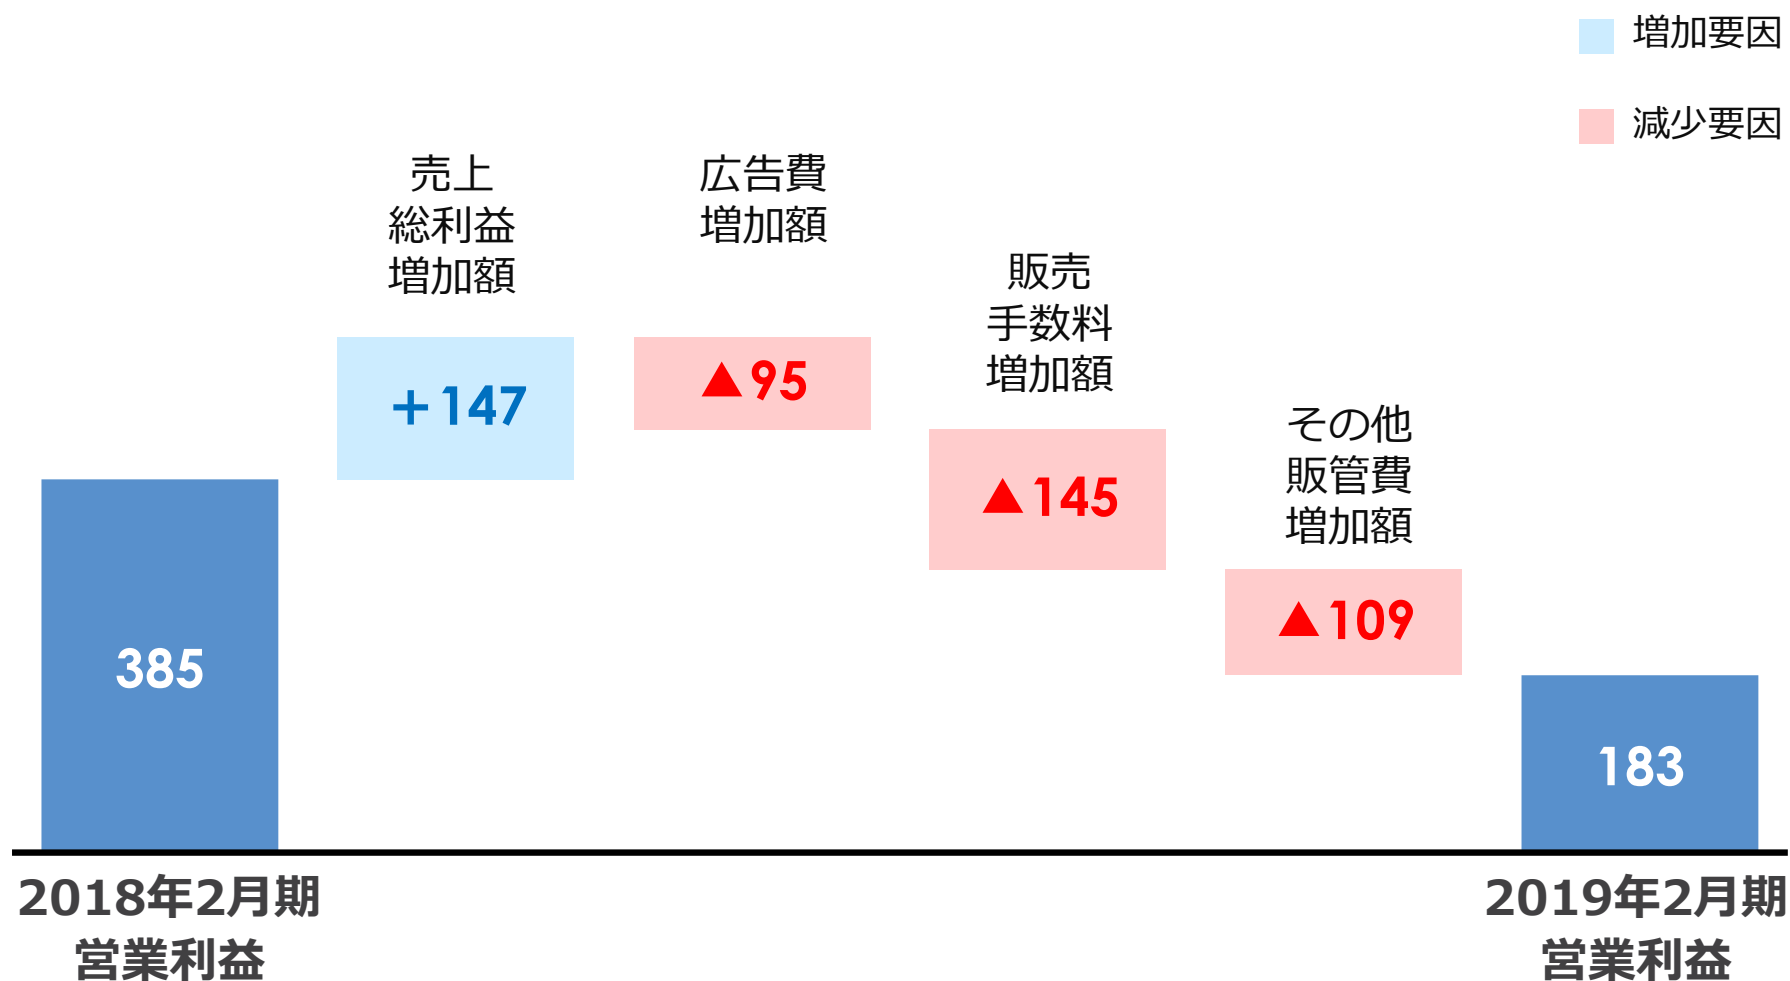 増加要因
減少要因
売上
総利益
増加額
+147
広告費
増加額
▲95
販売
手数料
増加額
▲145
その他
販管費
増加額
▲109
385
183
2018年2月期
営業利益
2019年2月期
営業利益